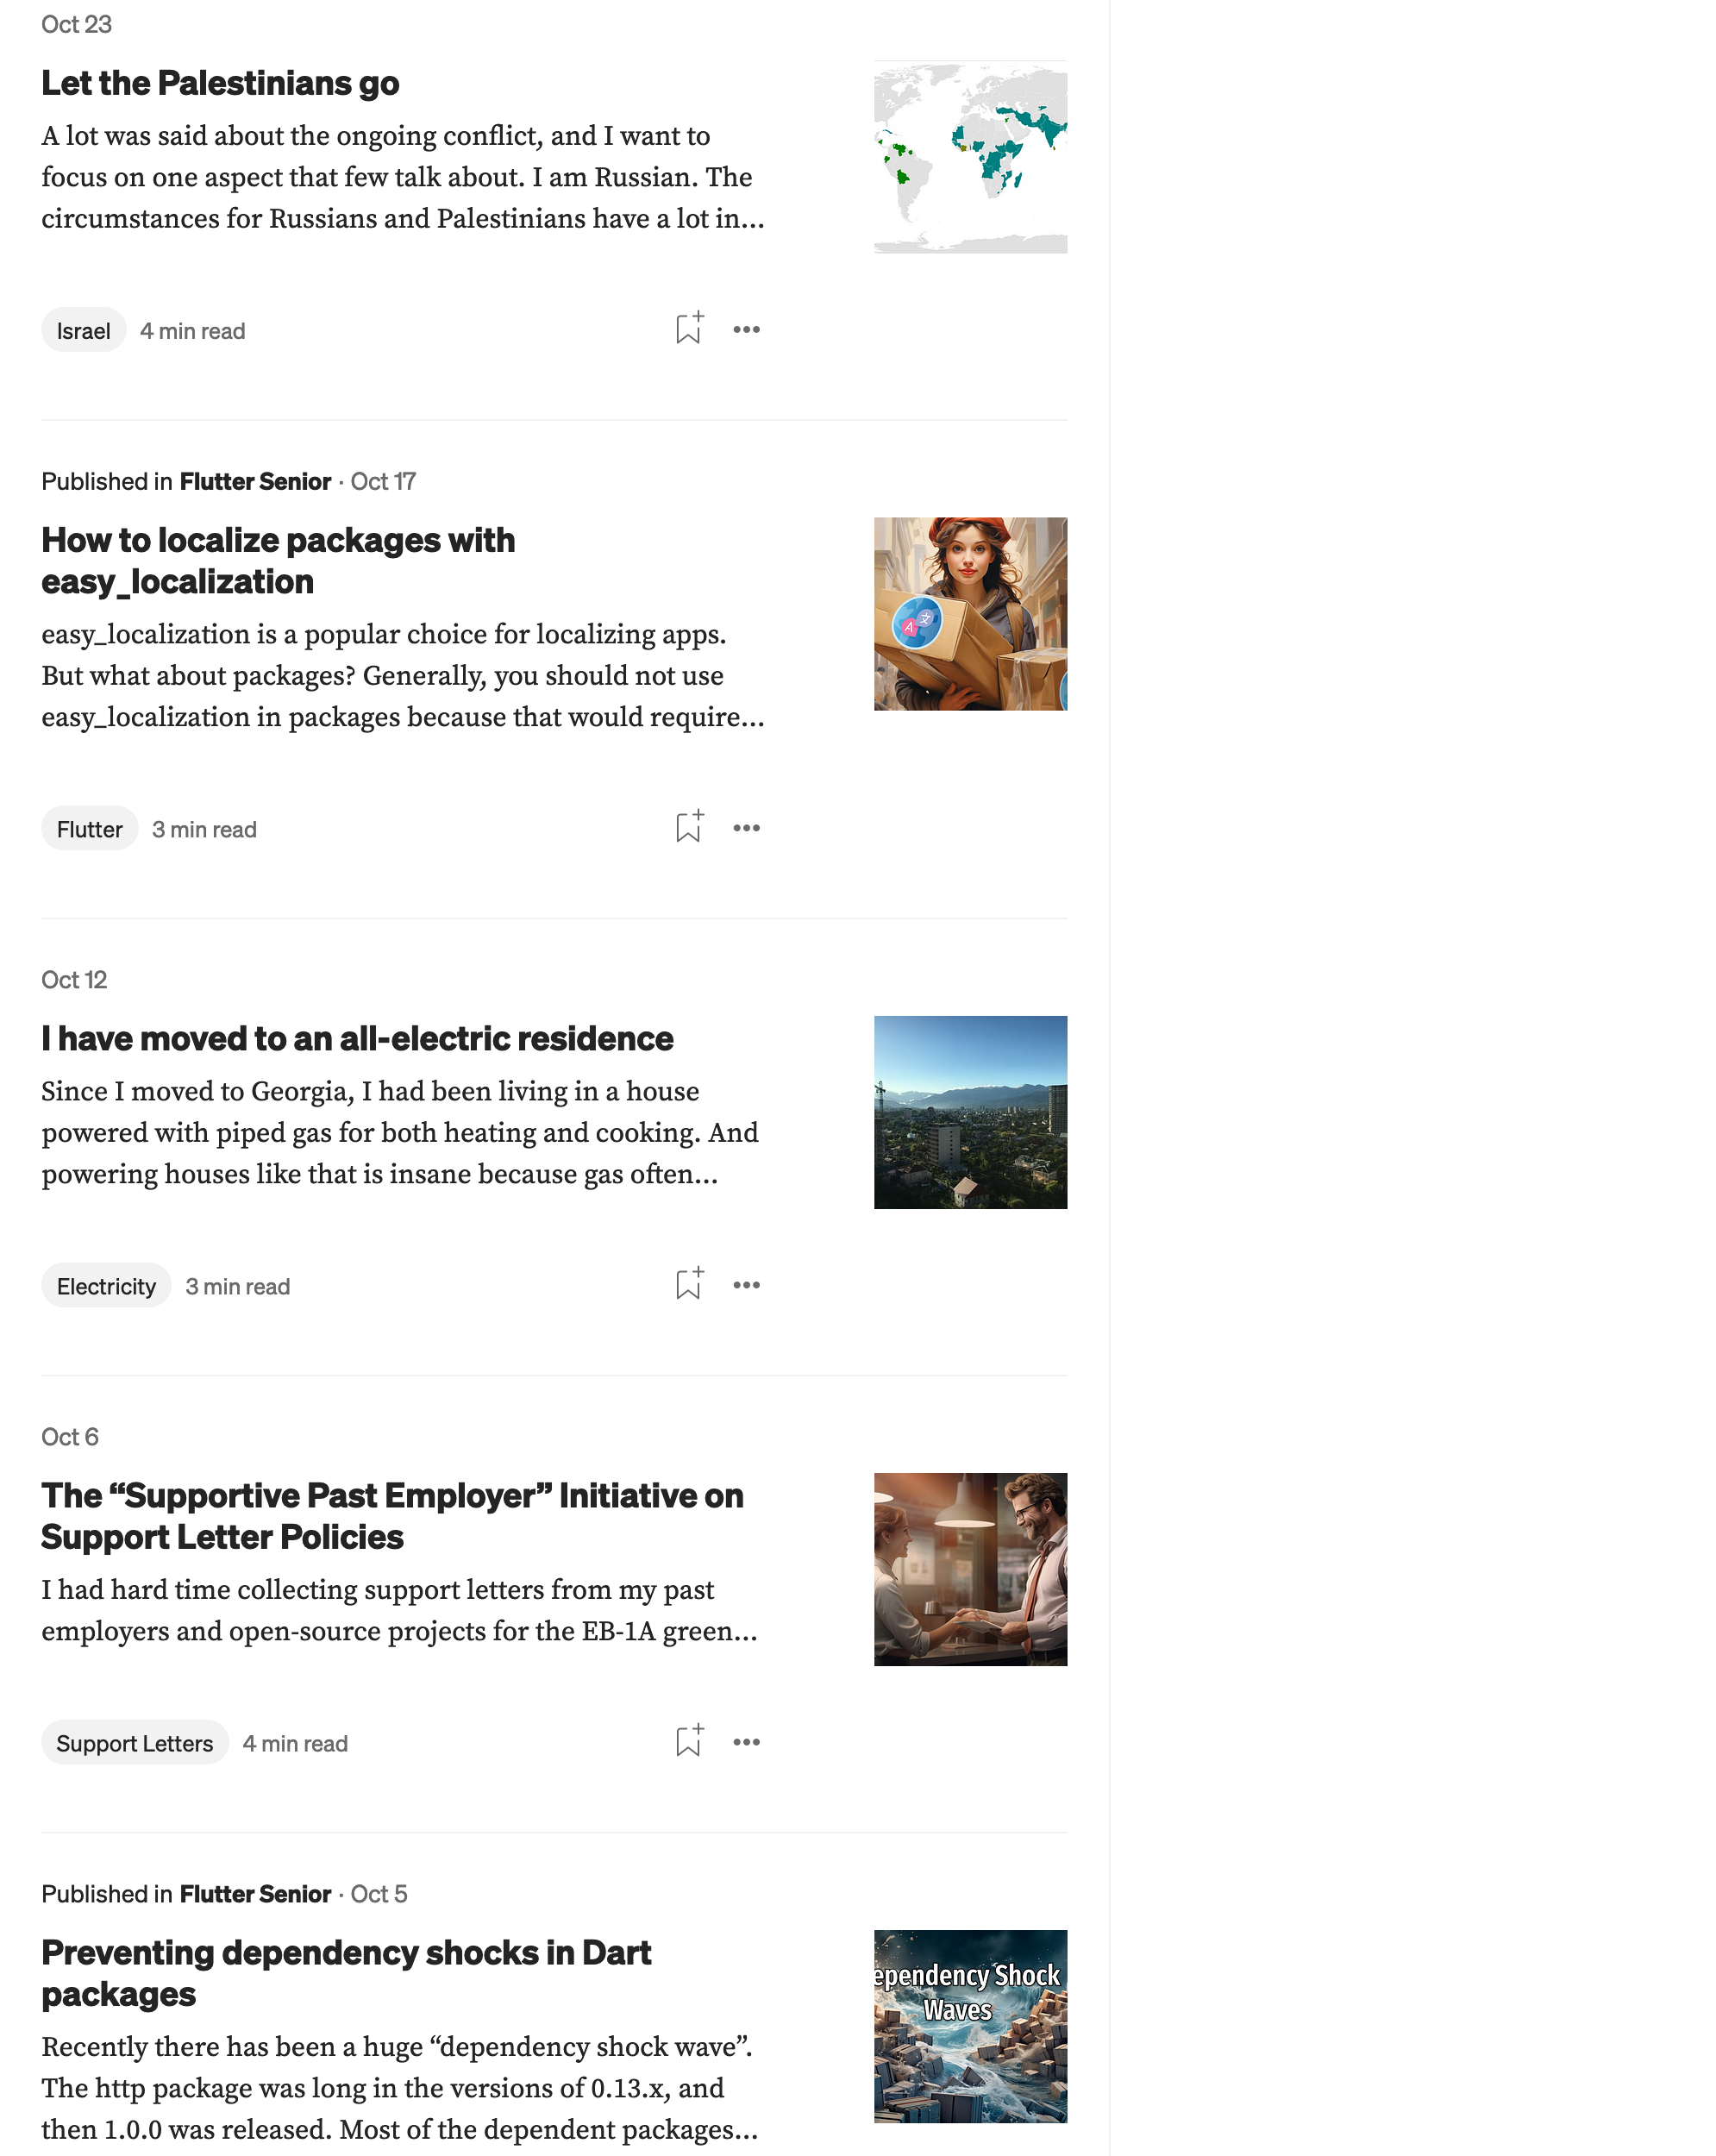 Oct 23
Let the Palestinians go
A lot was said about the ongoing conflict, and I want to
focus on one aspect that few talk about. I am Russian. The
circumstances for Russians and Palestinians have a lot in...
Israel 4 min read
Published in Flutter Senior · Oct 17
How to localize packages with
easy_localization
easy_localization is a popular choice for localizing apps.
But what about packages? Generally, you should not use
easy_localization in packages because that would require...
A 文
Flutter 3 min read
Oct 12
I have moved to an all-electric residence
Since I moved to Georgia, I had been living in a house
powered with piped gas for both heating and cooking. And
powering houses like that is insane because gas often...
Electricity 3 min read
Oct 6
The “Supportive Past Employer” Initiative on
Support Letter Policies
I had hard time collecting support letters from my past
employers and open-source projects for the EB-1A green...
Support Letters 4 min read
Published in Flutter Senior · Oct 5
Preventing dependency shocks in Dart
packages
Recently there has been a huge “dependency shock wave”.
The http package was long in the versions of 0.13.x, and
then 1.0.0 was released. Most of the dependent packages...
ependency Shock
Waves